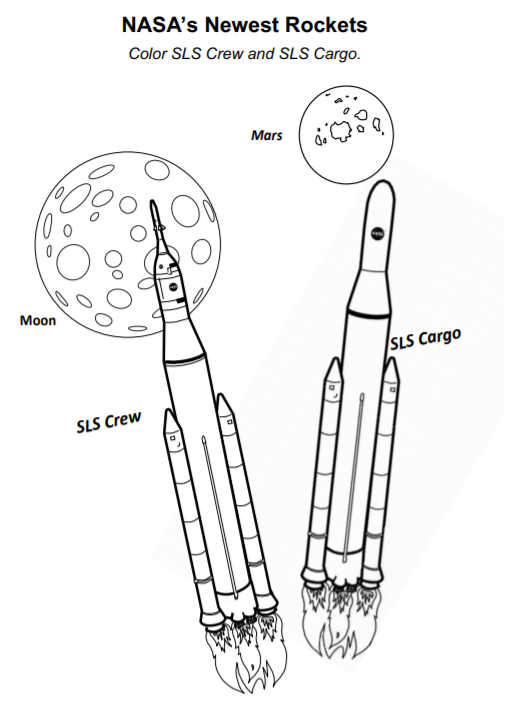 NASA's Newest Rockets
Color SLS Crew and SLS Cargo.
Mars
Moon
SLS Cargo
SLS Crew